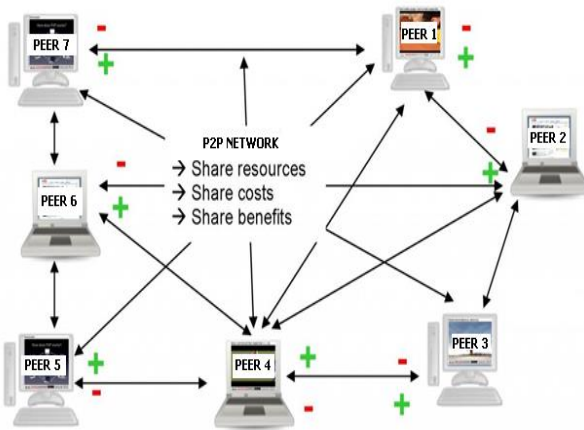 PEER 7
PEER 1
P2P NETWORK
→ Share resources
→ Share costs
→ Share benefits
PEER 2
PEER 6
PEER 5
PEER 4
PEER 3